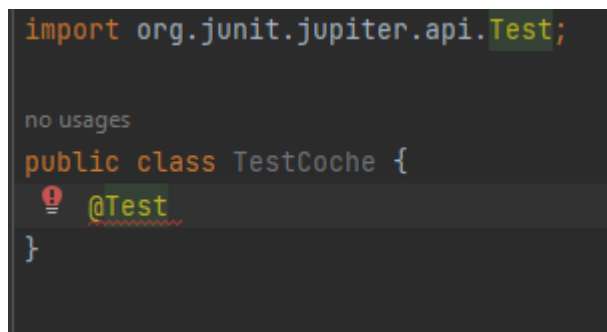 import org.junit.jupiter.api.Test;
no usages
public class TestCoche {
@Test
}